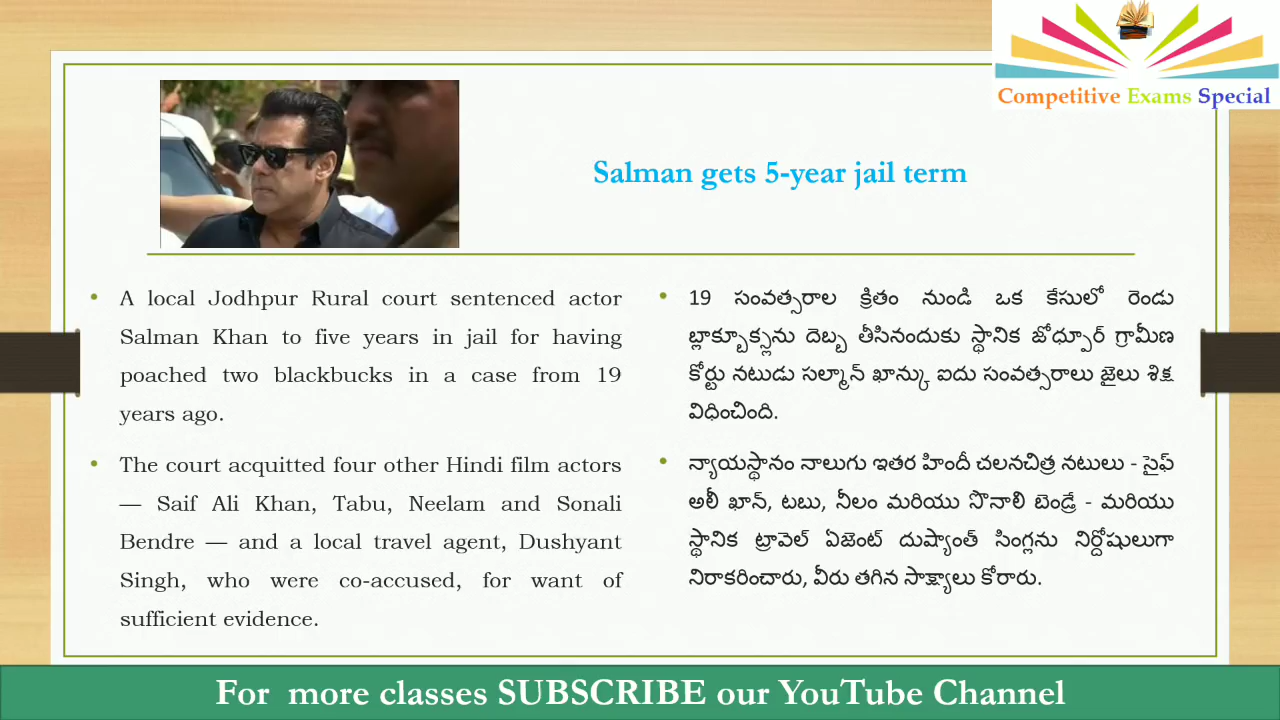 Competitive Exams Special
Salman gets 5-year jail term
• A local Jodhpur Rural court sentenced actor
Salman Khan to five years in jail for having
poached two blackbucks in a case from 19
years ago.
• The court acquitted four other Hindi film actors
— Saif Ali Khan, Tabu, Neelam and Sonali
Bendre — and a local travel agent, Dushyant
Singh, who were co-accused, for want of
sufficient evidence.
• 19 సంవత్సరాల క్రితం నుండి ఒక కేసులో రెండు
బ్లాక్బూక్స్లను దెబ్బ తీసినందుకు స్థానిక జోధ్పూర్ గ్రామీణ
కోర్టు నటుడు సల్మాన్ ఖాన్కు ఐదు సంవత్సరాలు జైలు శిక్ష
విధించింది.
• న్యాయస్థానం నాలుగు ఇతర హిందీ చలనచిత్ర నటులు - సైఫ్
అలీ ఖాన్, టబు, నీలం మరియు సొనాలి బెండ్రే - మరియు
స్థానిక ట్రావెల్ ఏజెంట్ దుష్యాంత్ సింగ్లను నిర్దోషులుగా
నిరాకరించారు, వీరు తగిన సాక్ష్యాలు కోరారు.
For more classes SUBSCRIBE our YouTube Channel